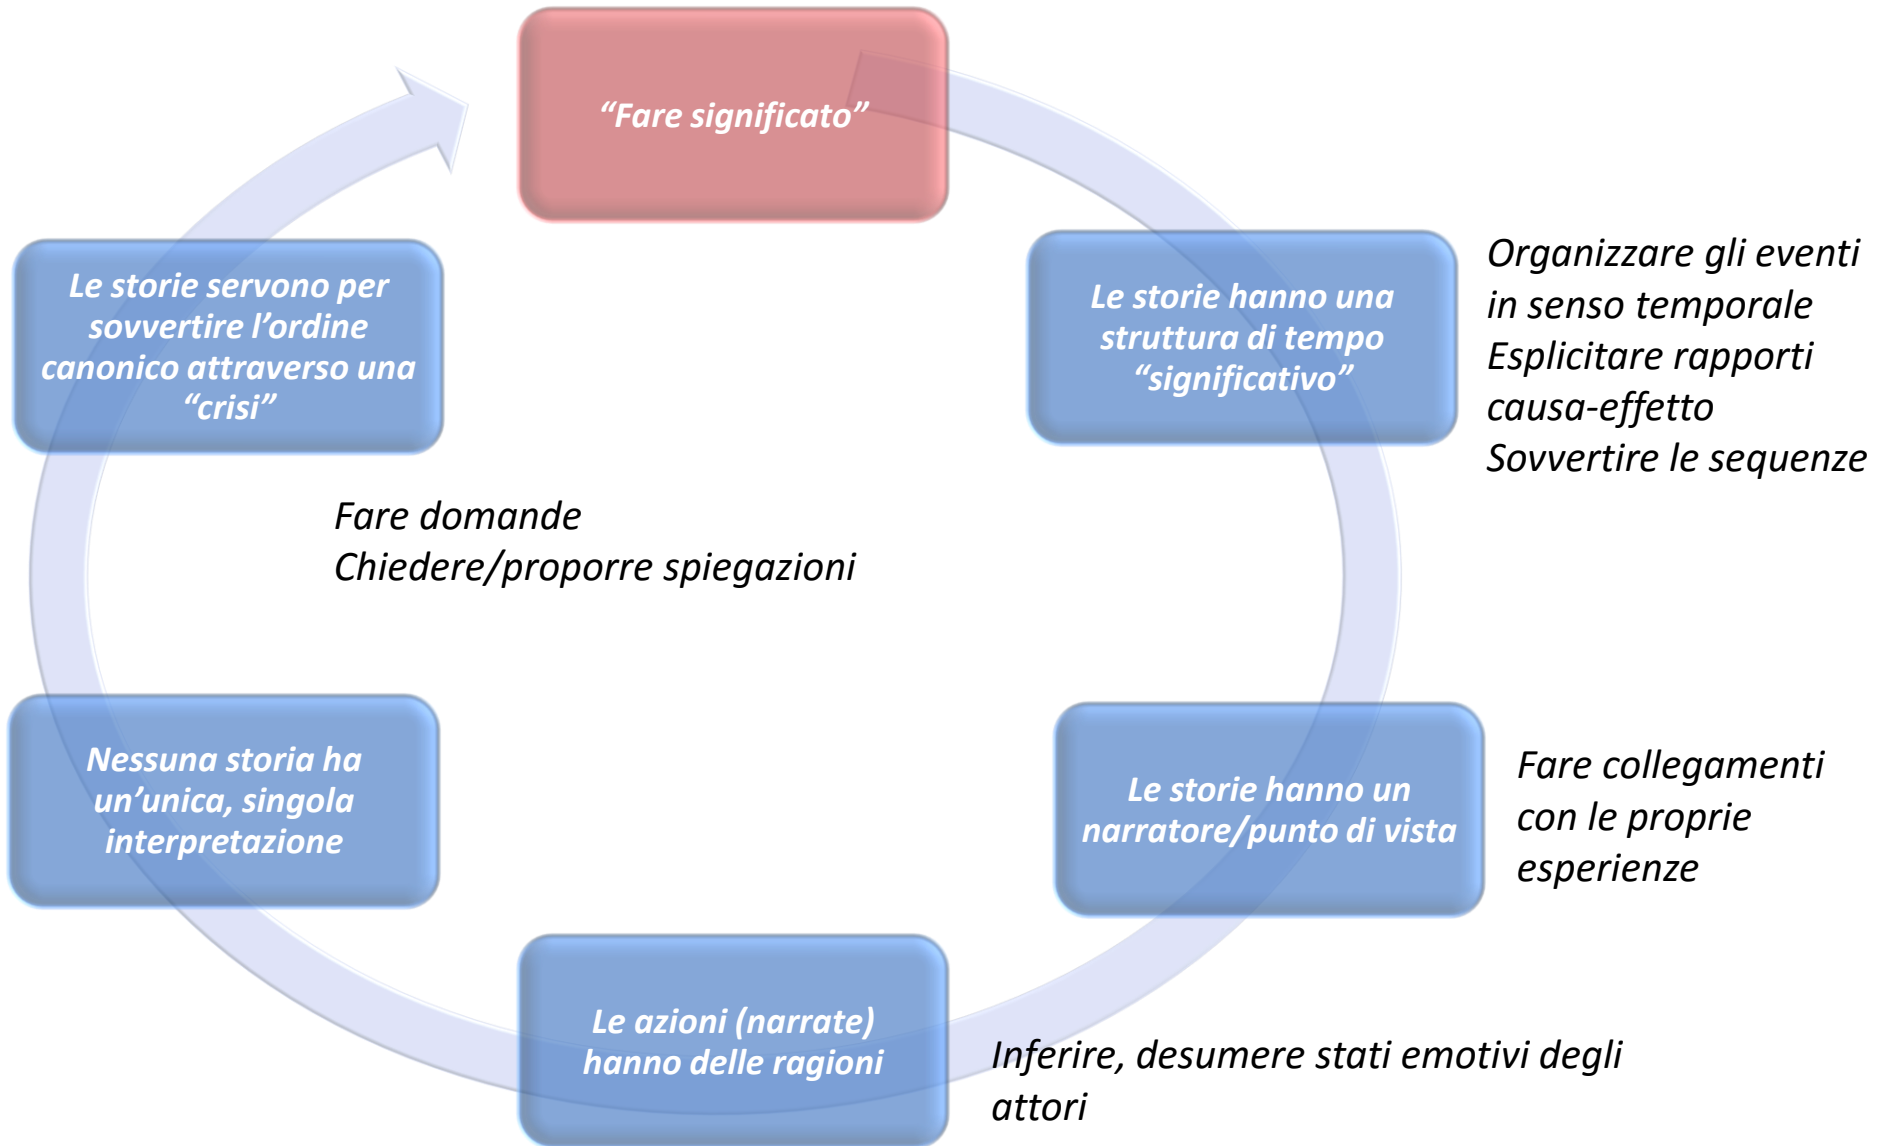 “Fare significato”
Le storie hanno una
struttura di tempo
“significativo”
Organizzare gli eventi
in senso temporale
Esplicitare rapporti
causa-effetto
Sovvertire le sequenze
Le storie hanno un
narratore/punto di vista
Fare collegamenti
con le proprie
esperienze
Le azioni (narrate)
hanno delle ragioni
Inferire, desumere stati emotivi degli
attori
Nessuna storia ha
un’unica, singola
interpretazione
Le storie servono per
sovvertire l’ordine
canonico attraverso una
“crisi”
Fare domande
Chiedere/proporre spiegazioni